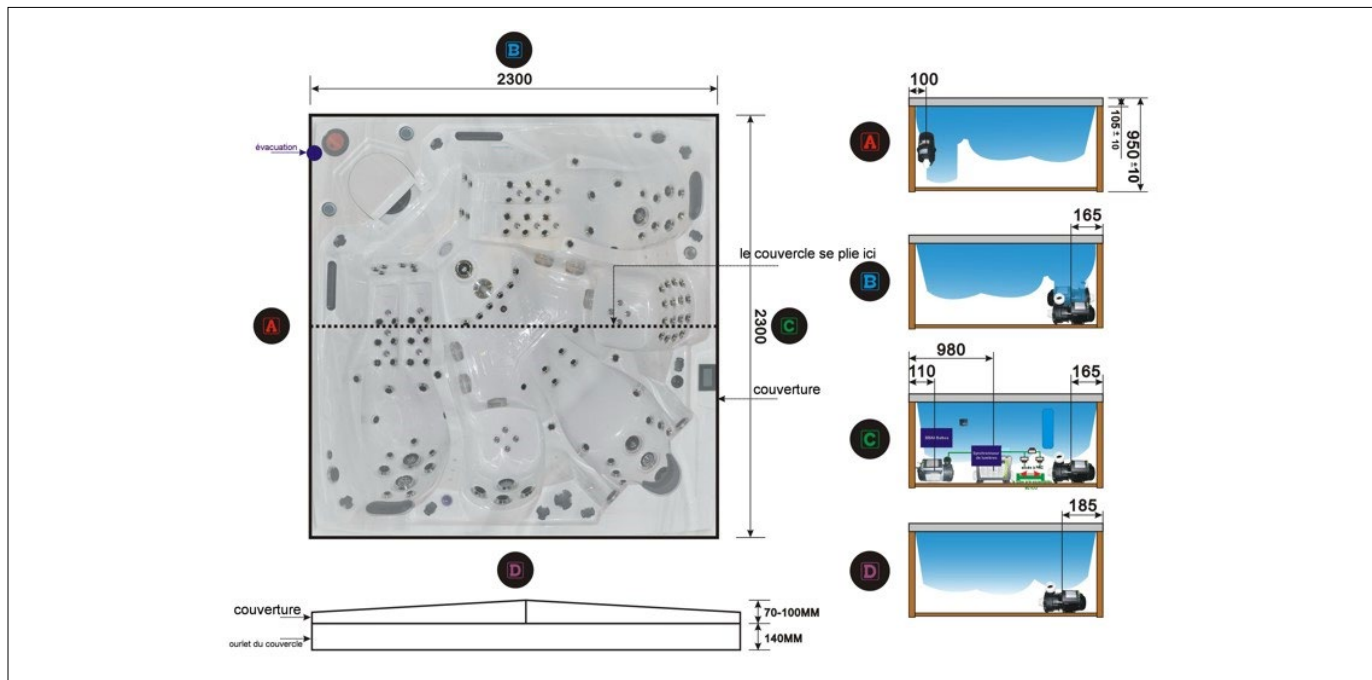 B
2300
évacuation
le couvercle se plie ici
A
C
2300
couverture
D
couverture
ourlet du couvercle
70-100MM
140MM
100
A
105 ± 10
950 ±10
165
B
980
110
165
C
185
D